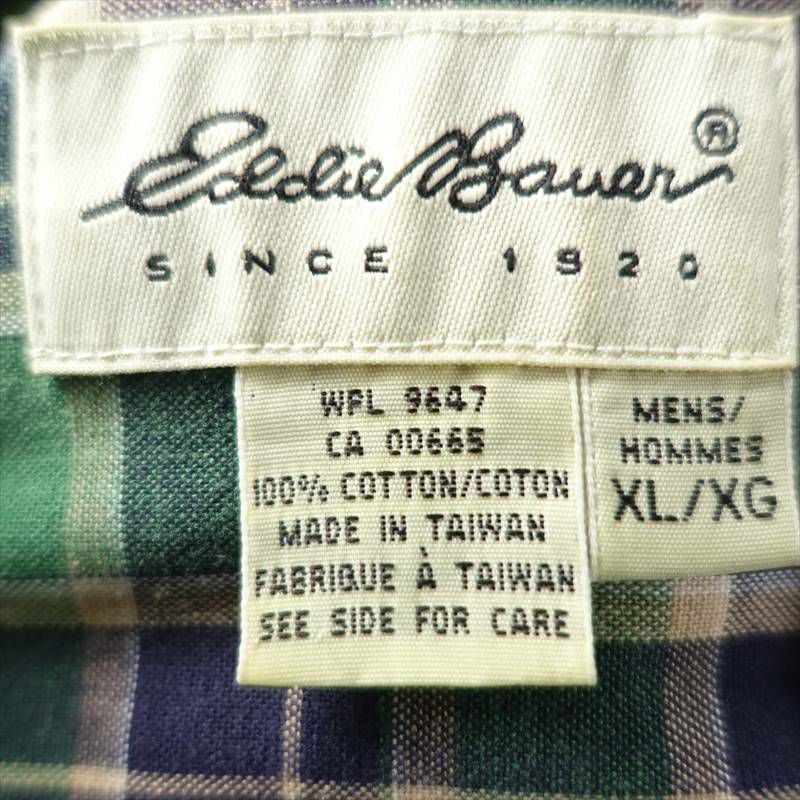 Eddie Bauer®
SINCE 1920
WPL 9647
CA 00665
100% COTTON/COTON
MADE IN TAIWAN
FABRIQUE À TAIWAN
SEE SIDE FOR CARE
MENS/
HOMMES
XL/XG